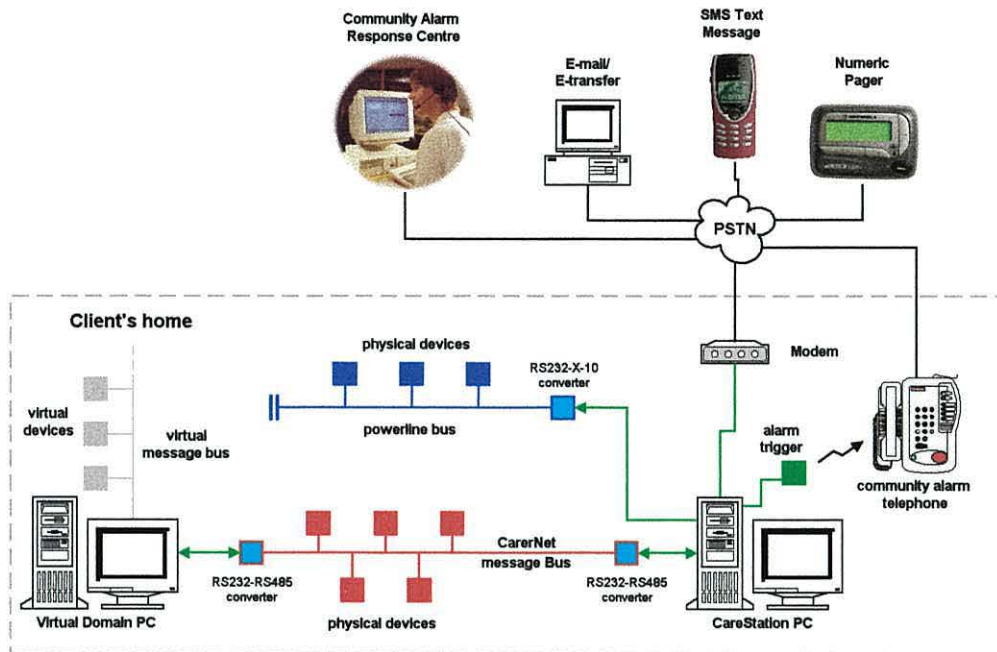 Community Alarm
Response Centre
E-mail/
E-transfer
SMS Text
Message
Numeric
Pager
PSTN
Client's home
physical devices
RS232-X-10
converter
Modem
virtual
devices
virtual
message bus
powerline bus
alarm
trigger
community alarm
telephone
CarerNet
message Bus
RS232-RS485
converter
RS232-RS485
converter
Virtual Domain PC
physical devices
CareStation PC